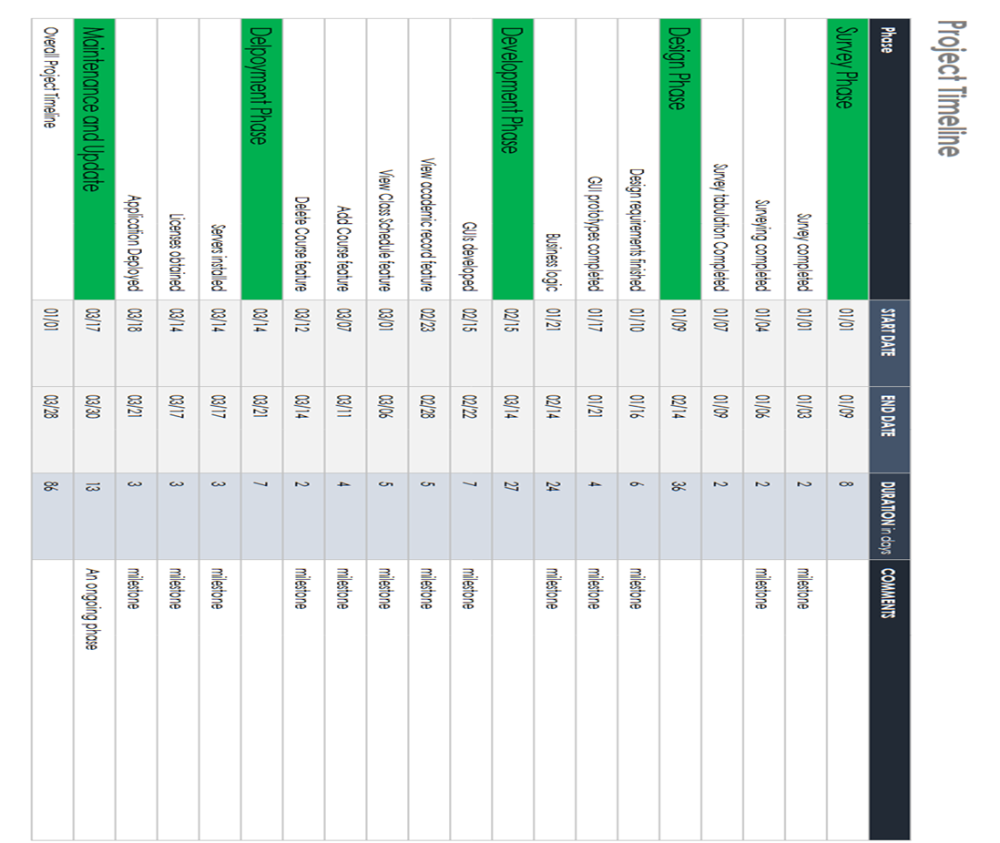 Project Timeline
Phase START DATE END DATE DURATION in days COMMENTS
Survey Phase 01/01 01/09 8
Survey completed 01/01 01/03 2 milestone
Surveying completed 01/04 01/06 2 milestone
Survey tabulation Completed 01/07 01/09 2
Design Phase 01/09 02/14 36
Design requirements finished 01/10 01/16 6 milestone
GUI prototypes completed 01/17 01/21 4 milestone
Business logic 01/21 02/14 24 milestone
Development Phase 02/15 03/14 27
GUIs developed 02/15 02/22 7 milestone
View academic record feature 02/23 02/28 5 milestone
View Class Schedule feature 03/01 03/06 5 milestone
Add Course feature 03/07 03/11 4 milestone
Delete Course feature 03/12 03/14 2 milestone
Delpoyment Phase 03/14 03/21 7
Servers installed 03/14 03/17 3 milestone
Licenses obtained 03/14 03/17 3 milestone
Application Deployed 03/18 03/21 3 milestone
Maintenance and Update 03/17 03/30 13 An ongoing phase
Overall Project Timeline 01/01 03/28 86